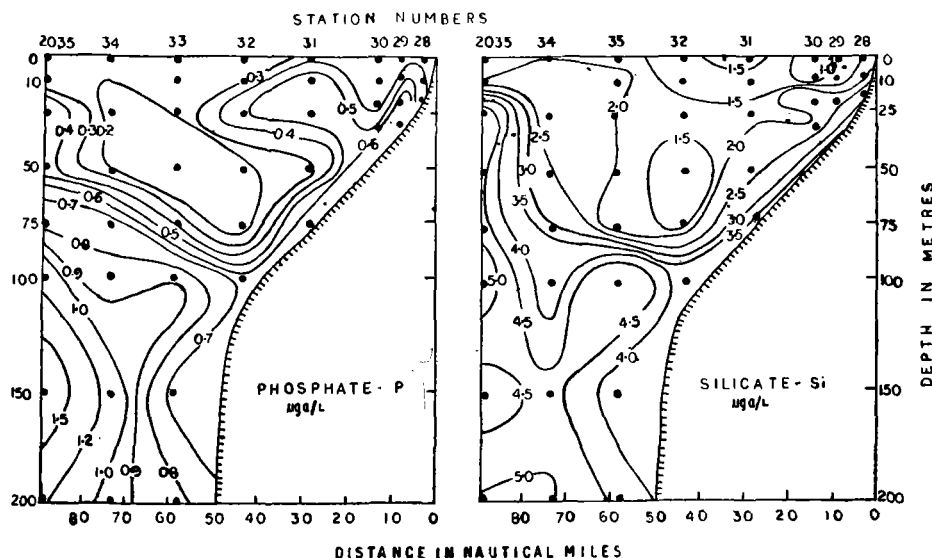 STATION NUMBERS
2035 34 33 32 31 30 29 28
2035 34 35 32 31 30 29 28
0 0.3 1.5 1.0 0
10 10
0.5 1.5
25 2.0 25
0.4 0.3 0.2 0.4 0.6 2.5 1.5 2.0
50 3.0 50
0.6 3.5 2.5
0.7 0.5 3.0
75 4.0 3.5 75
0.8
0.9 5.0
100 100
1.0 0.7 4.5 4.5
4.0
PHOSPHATE-P SILICATE-Si
µga/L µga/L
150 4.5 150
1.5
1.2
1.0 0.9 0.8 5.0
200 200
80 70 60 50 40 30 20 10 0
80 70 60 50 40 30 20 10 0
DISTANCE IN NAUTICAL MILES
DEPTH IN METRES